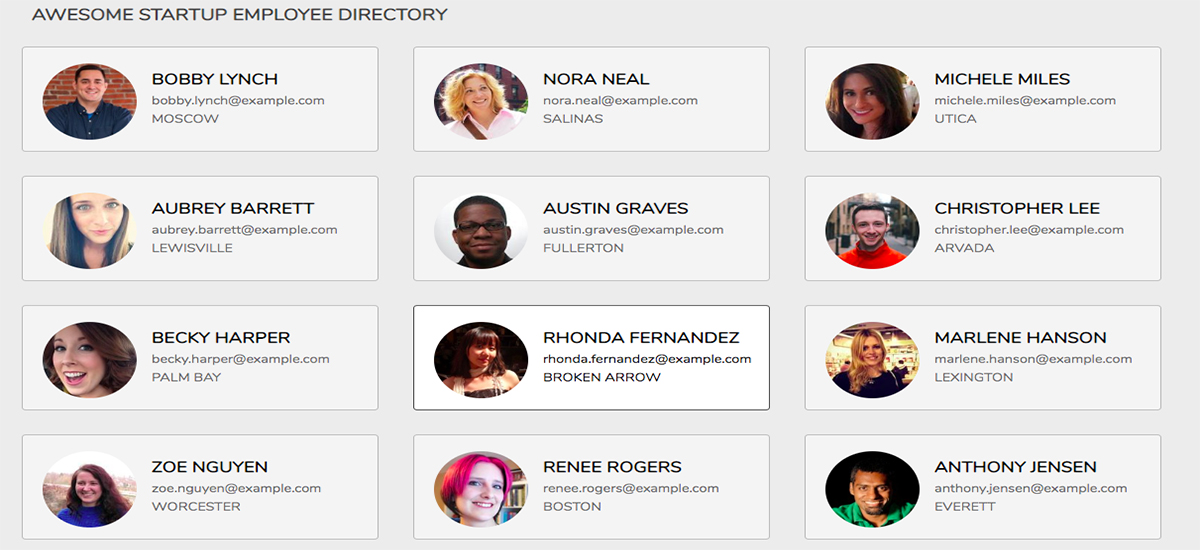 AWESOME STARTUP EMPLOYEE DIRECTORY
BOBBY LYNCH
bobby.lynch@example.com
MOSCOW
NORA NEAL
nora.neal@example.com
SALINAS
MICHELE MILES
michele.miles@example.com
UTICA
AUBREY BARRETT
aubrey.barrett@example.com
LEWISVILLE
AUSTIN GRAVES
austin.graves@example.com
FULLERTON
CHRISTOPHER LEE
christopher.lee@example.com
ARVADA
BECKY HARPER
becky.harper@example.com
PALM BAY
RHONDA FERNANDEZ
rhonda.fernandez@example.com
BROKEN ARROW
MARLENE HANSON
marlene.hanson@example.com
LEXINGTON
ZOE NGUYEN
zoe.nguyen@example.com
WORCESTER
RENEE ROGERS
renee.rogers@example.com
BOSTON
ANTHONY JENSEN
anthony.jensen@example.com
EVERETT